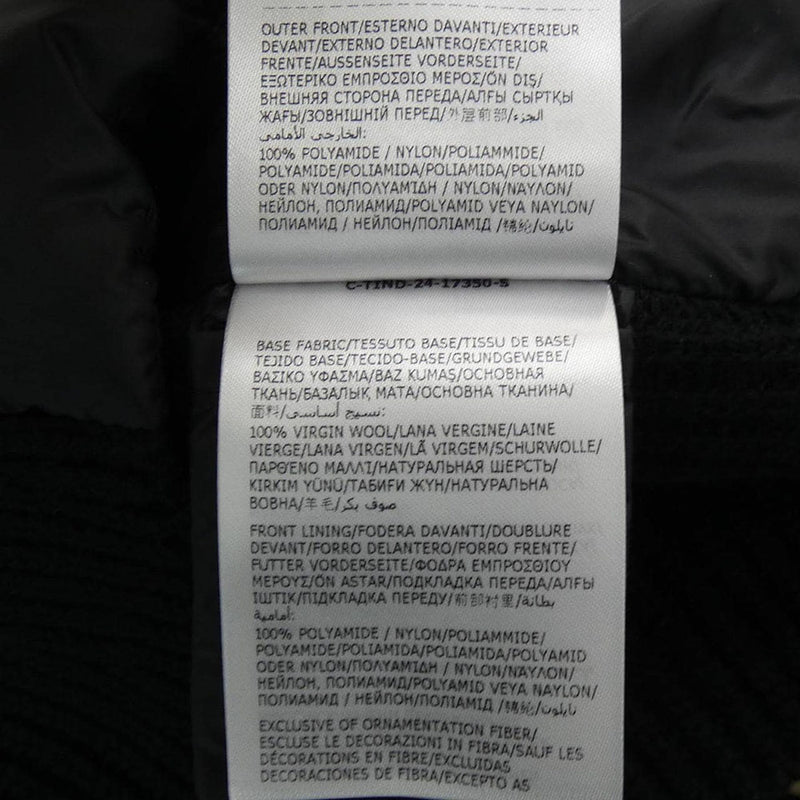 OUTER FRONT/ESTERNO DAVANTI/EXTERIEUR
DEVANT/EXTERNO DELANTERO/EXTERIOR
FRENTE/AUSSENSEITE VORDERSEITE/
ΕΞΩΤΕΡΙΚΟ ΕΜΠΡΟΣΘΙΟ ΜΕΡΟΣ/ÖN DIŞ/
ВНЕШНЯЯ СТОРОНА ПЕРЕДА/АЛҒЫ СЫРТҚЫ
ЖАҒЫ/ЗОВНІШНІЙ ПЕРЕД/外层前部/الجزء
الخارجي الأمامي:
100% POLYAMIDE / NYLON/POLIAMMIDE/
POLYAMIDE/POLIAMIDA/POLIAMIDA/POLYAMID
ODER NYLON/ΠΟΛΥΑΜΊΔΗ / NYLON/ΝΑΥΛΟΝ/
НЕЙЛОН, ПОЛИАМИД/POLYAMID VEYA NAYLON/
ПОЛИАМИД / НЕЙЛОН/ПОЛІАМІД /锦纶/نايلون
C-TIND-24-17350-S
BASE FABRIC/TESSUTO BASE/TISSU DE BASE/
TEJIDO BASE/TECIDO-BASE/GRUNDGEWEBE/
ΒΑΣΙΚΟ ΥΦΑΣΜΑ/BAZ KUMAŞ/ОСНОВНАЯ
ТКАНЬ/БАЗАЛЫҚ МАТА/ОСНОВНА ТКАНИНА/
面料/نسيج أساسي:
100% VIRGIN WOOL/LANA VERGINE/LAINE
VIERGE/LANA VIRGEN/LÃ VIRGEM/SCHURWOLLE/
ΠΑΡΘΈΝΟ ΜΑΛΛΊ/НАТУРАЛЬНАЯ ШЕРСТЬ/
KIRKIM YÜNÜ/ТАБИҒИ ЖҮН/НАТУРАЛЬНА
ВОВНА/羊毛/صوف بكر
FRONT LINING/FODERA DAVANTI/DOUBLURE
DEVANT/FORRO DELANTERO/FORRO FRENTE/
FUTTER VORDERSEITE/ΦΟΔΡΑ ΕΜΠΡΟΣΘΙΟΥ
ΜΕΡΟΥΣ/ÖN ASTAR/ПОДКЛАДКА ПЕРЕДА/АЛҒЫ
ІШТІК/ПІДКЛАДКА ПЕРЕДУ/前部衬里/بطانة
أمامية:
100% POLYAMIDE / NYLON/POLIAMMIDE/
POLYAMIDE/POLIAMIDA/POLIAMIDA/POLYAMID
ODER NYLON/ΠΟΛΥΑΜΊΔΗ / NYLON/ΝΑΥΛΟΝ/
НЕЙЛОН, ПОЛИАМИД/POLYAMID VEYA NAYLON/
ПОЛИАМИД / НЕЙЛОН/ПОЛІАМІД /锦纶/نايلون
EXCLUSIVE OF ORNAMENTATION FIBER/
ESCLUSE LE DECORAZIONI IN FIBRA/SAUF LES
DÉCORATIONS EN FIBRE/EXCLUIDAS
DECORACIONES DE FIBRA/EXCEPTO AS